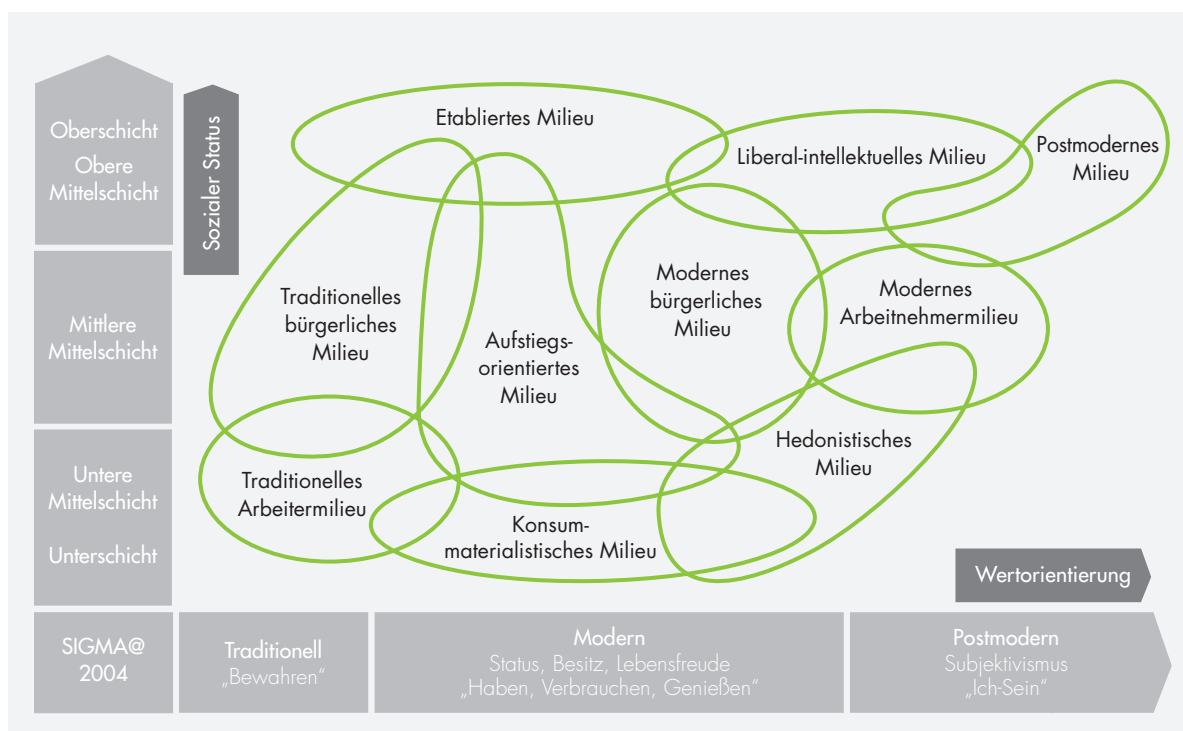 Oberschicht
Obere
Mittelschicht
Sozialer Status
Etabliertes Milieu
Liberal-intellektuelles Milieu
Postmodernes
Milieu
Mittlere
Mittelschicht
Traditionelles
bürgerliches
Milieu
Aufstiegs-
orientiertes
Milieu
Modernes
bürgerliches
Milieu
Modernes
Arbeitnehmermilieu
Hedonistisches
Milieu
Untere
Mittelschicht
Unterschicht
Traditionelles
Arbeitermilieu
Konsum-
materialistisches Milieu
Wertorientierung
SIGMA@
2004
Traditionell
„Bewahren“
Modern
Status, Besitz, Lebensfreude
„Haben, Verbrauchen, Genießen“
Postmodern
Subjektivismus
„Ich-Sein“